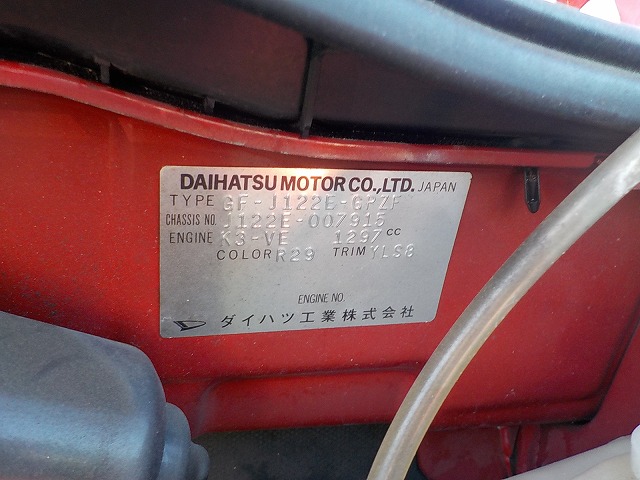 DAIHATSU MOTOR CO.,LTD. JAPAN
TYPE GF-J122E-GPZF
CHASSIS NO. J122E-007915
ENGINE K3-VE 1297 CC
COLOR R29 TRIM YLS8
ENGINE NO.
ダイハツ工業株式会社